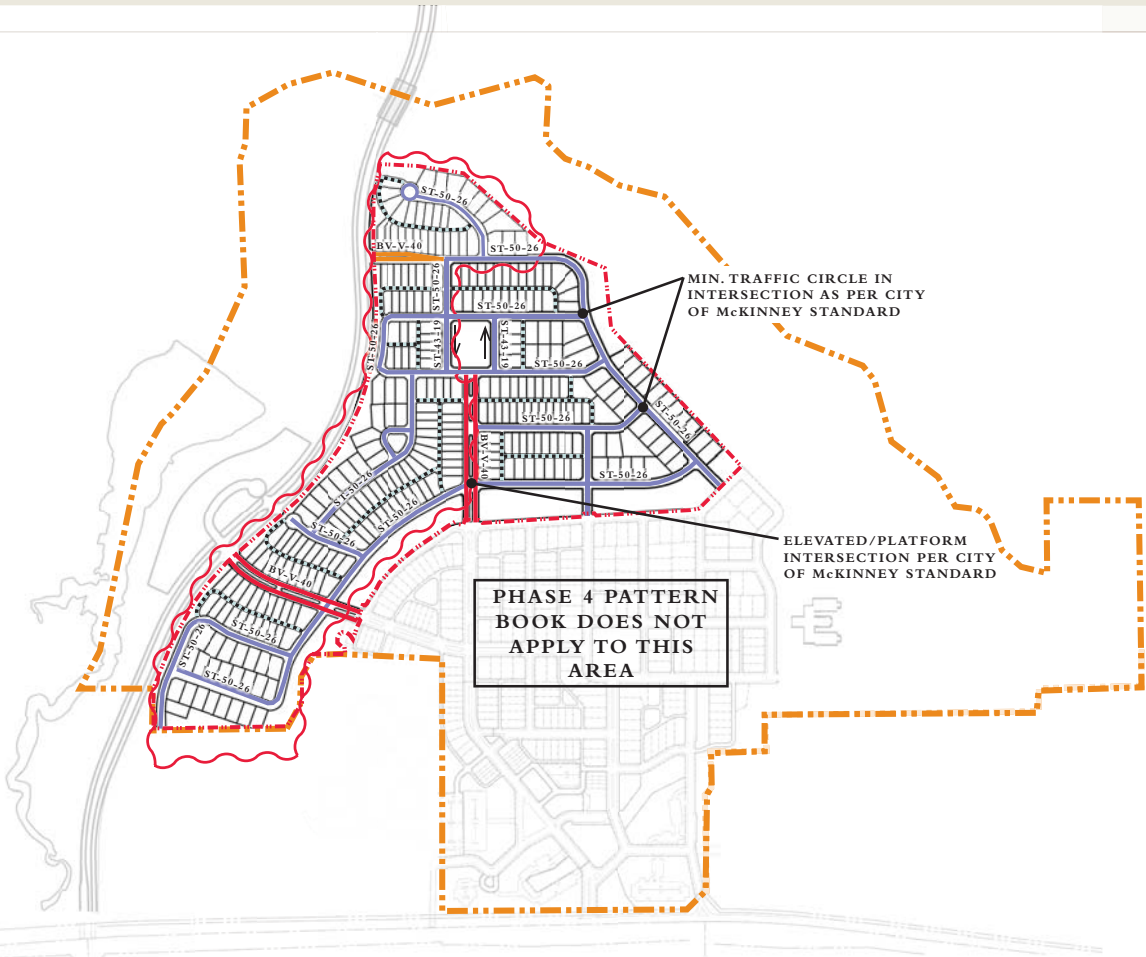 ST-50-26
BV-V-40
ST-50-26
ST-50-26
MIN. TRAFFIC CIRCLE IN
INTERSECTION AS PER CITY
OF McKINNEY STANDARD
ST-50-26
ST-50-26
ST-43-19
ST-43-19
ST-50-26
ST-50-26
ST-50-26
BV-V-40
ST-50-26
ST-50-26
ST-50-26
ST-50-26
ELEVATED/PLATFORM
INTERSECTION PER CITY
OF McKINNEY STANDARD
BV-V-40
ST-50-26
ST-50-26
ST-50-26
PHASE 4 PATTERN
BOOK DOES NOT
APPLY TO THIS
AREA